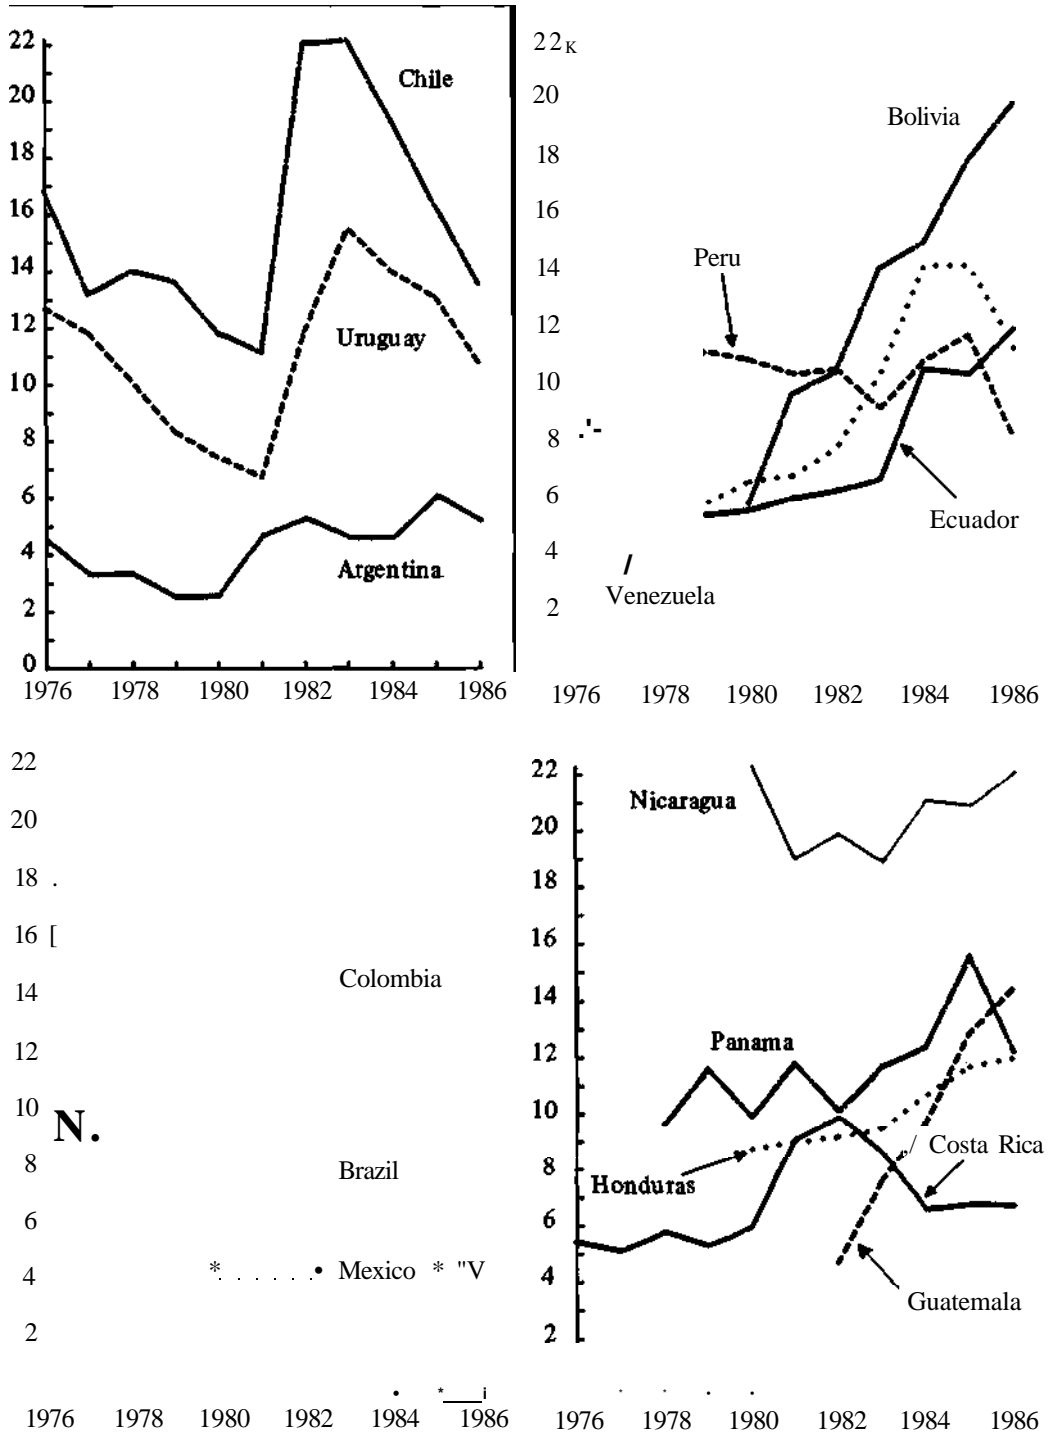 22
20
18
16
14
12
10
8
6
4
2
0
Chile
Uruguay
Argentina
1976 1978 1980 1982 1984 1986
22K
20
18
16
14
12
10
8
6
4
2
Bolivia
Peru
Ecuador
Venezuela
1976 1978 1980 1982 1984 1986
22
20
18 .
16 [
14
12
10 N.
8
6
4
2
Colombia
Brazil
*. . . . . . • Mexico * "V
1976 1978 1980 1982 1984 1986
22
20
18
16
14
12
10
8
6
4
2
Nicaragua
Panama
Costa Rica
Honduras
Guatemala
1976 1978 1980 1982 1984 1986